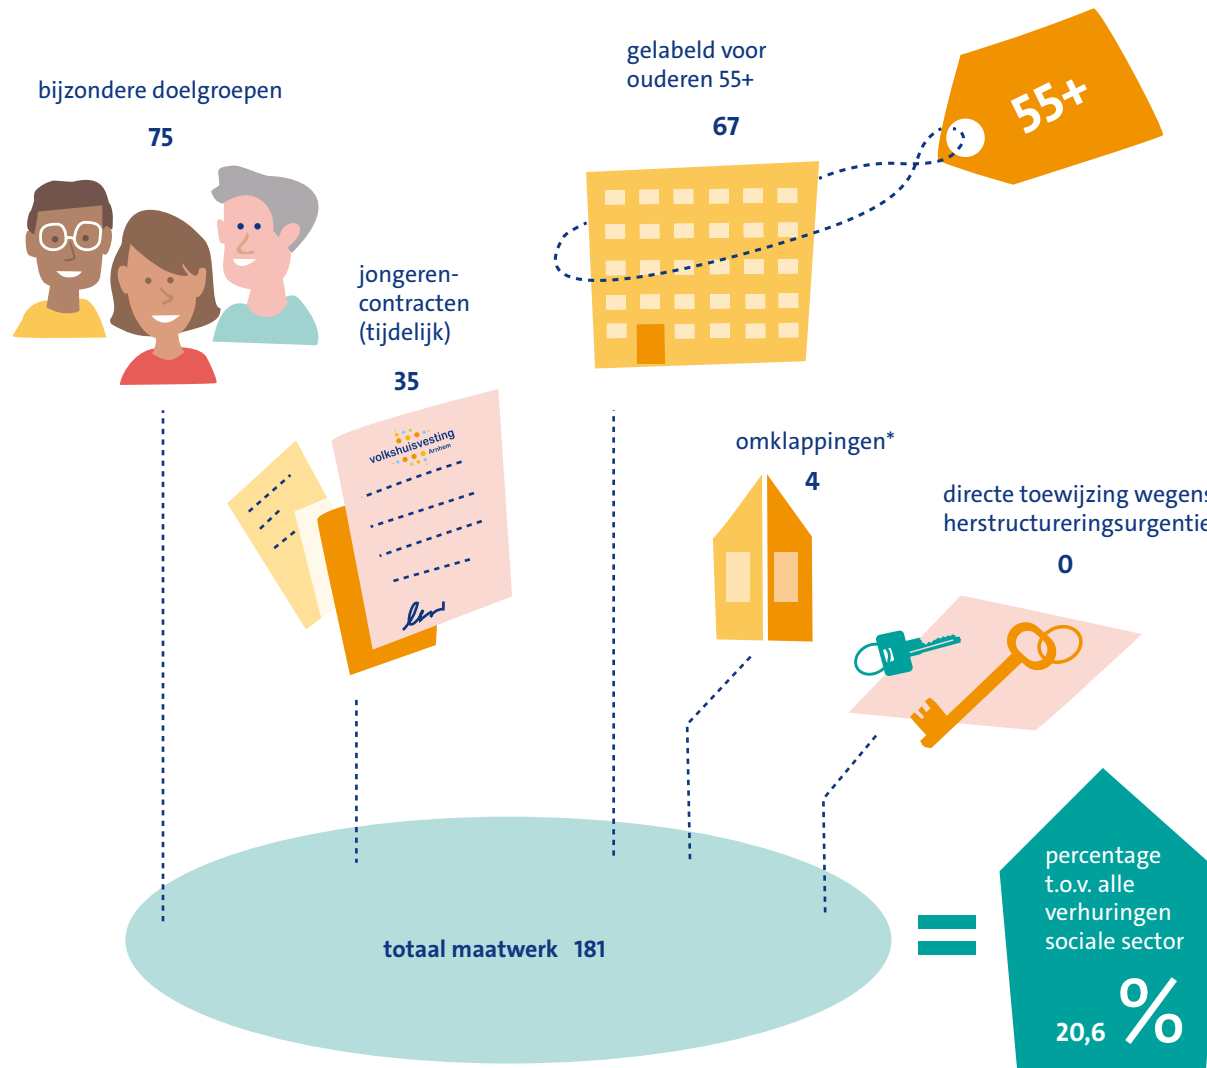 bijzondere doelgroepen
75
gelabeld voor
ouderen 55+
67
55+
jongeren-
contracten
(tijdelijk)
35
volkshuisvesting
Arnhem
omklappingen*
4
directe toewijzing wegens
herstructureringsurgentie
0
totaal maatwerk 181
percentage
t.o.v. alle
verhuringen
sociale sector
20,6 %